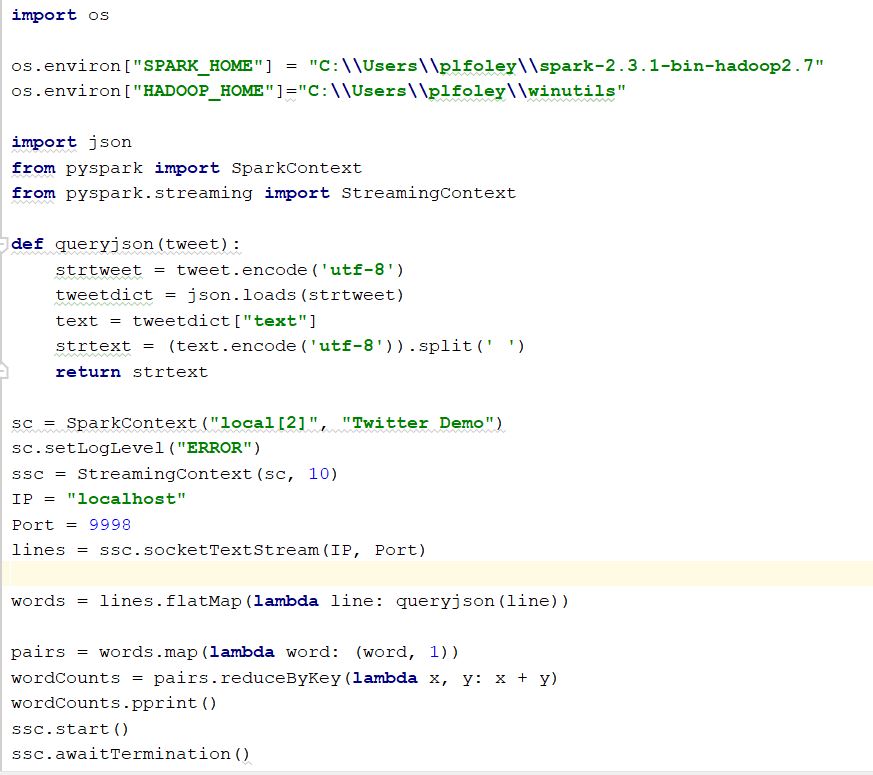 import os
os.environ["SPARK_HOME"] = "C:\\Users\\plfoley\\spark-2.3.1-bin-hadoop2.7"
os.environ["HADOOP_HOME"]="C:\\Users\\plfoley\\winutils"
import json
from pyspark import SparkContext
from pyspark.streaming import StreamingContext
def queryjson(tweet):
    strtweet = tweet.encode('utf-8')
    tweetdict = json.loads(strtweet)
    text = tweetdict["text"]
    strtext = (text.encode('utf-8')).split(' ')
    return strtext
sc = SparkContext("local[2]", "Twitter Demo")
sc.setLogLevel("ERROR")
ssc = StreamingContext(sc, 10)
IP = "localhost"
Port = 9998
lines = ssc.socketTextStream(IP, Port)
words = lines.flatMap(lambda line: queryjson(line))
pairs = words.map(lambda word: (word, 1))
wordCounts = pairs.reduceByKey(lambda x, y: x + y)
wordCounts.pprint()
ssc.start()
ssc.awaitTermination()